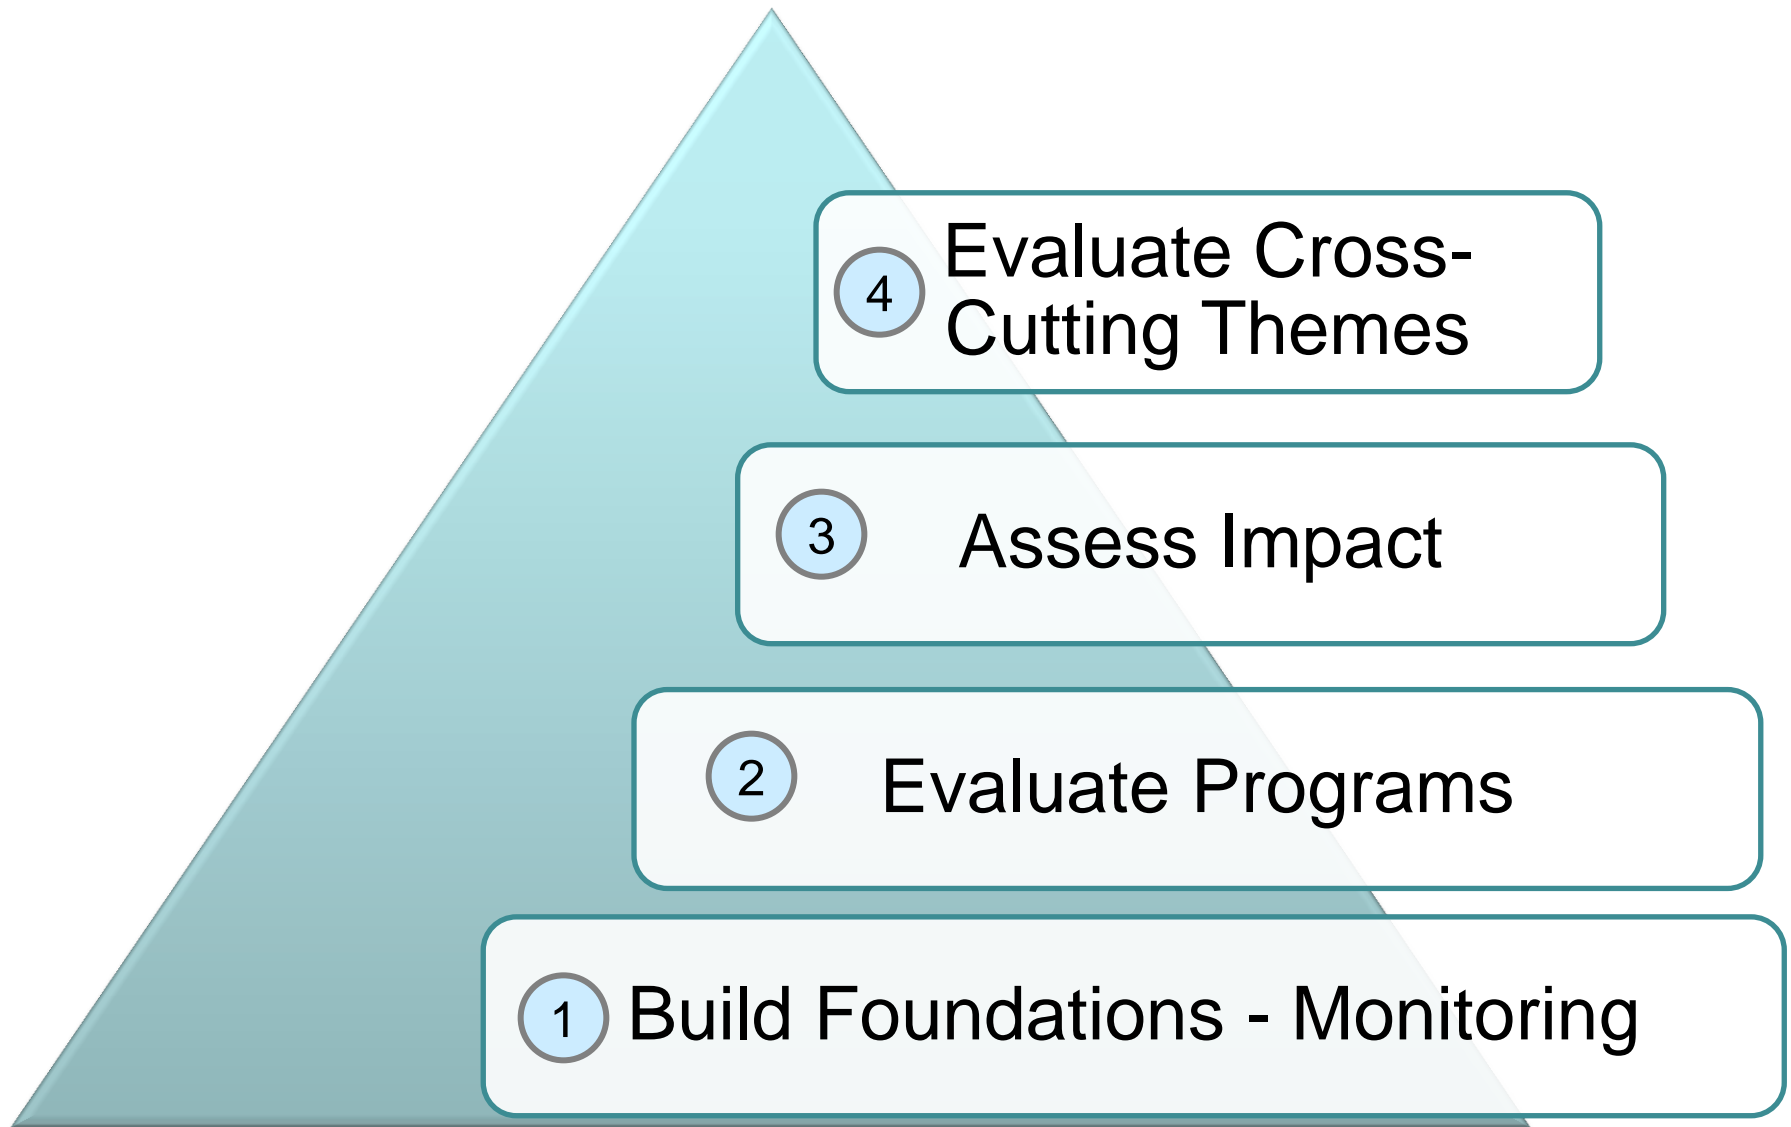 4
Evaluate Cross-
Cutting Themes
3
Assess Impact
2
Evaluate Programs
1
Build Foundations - Monitoring